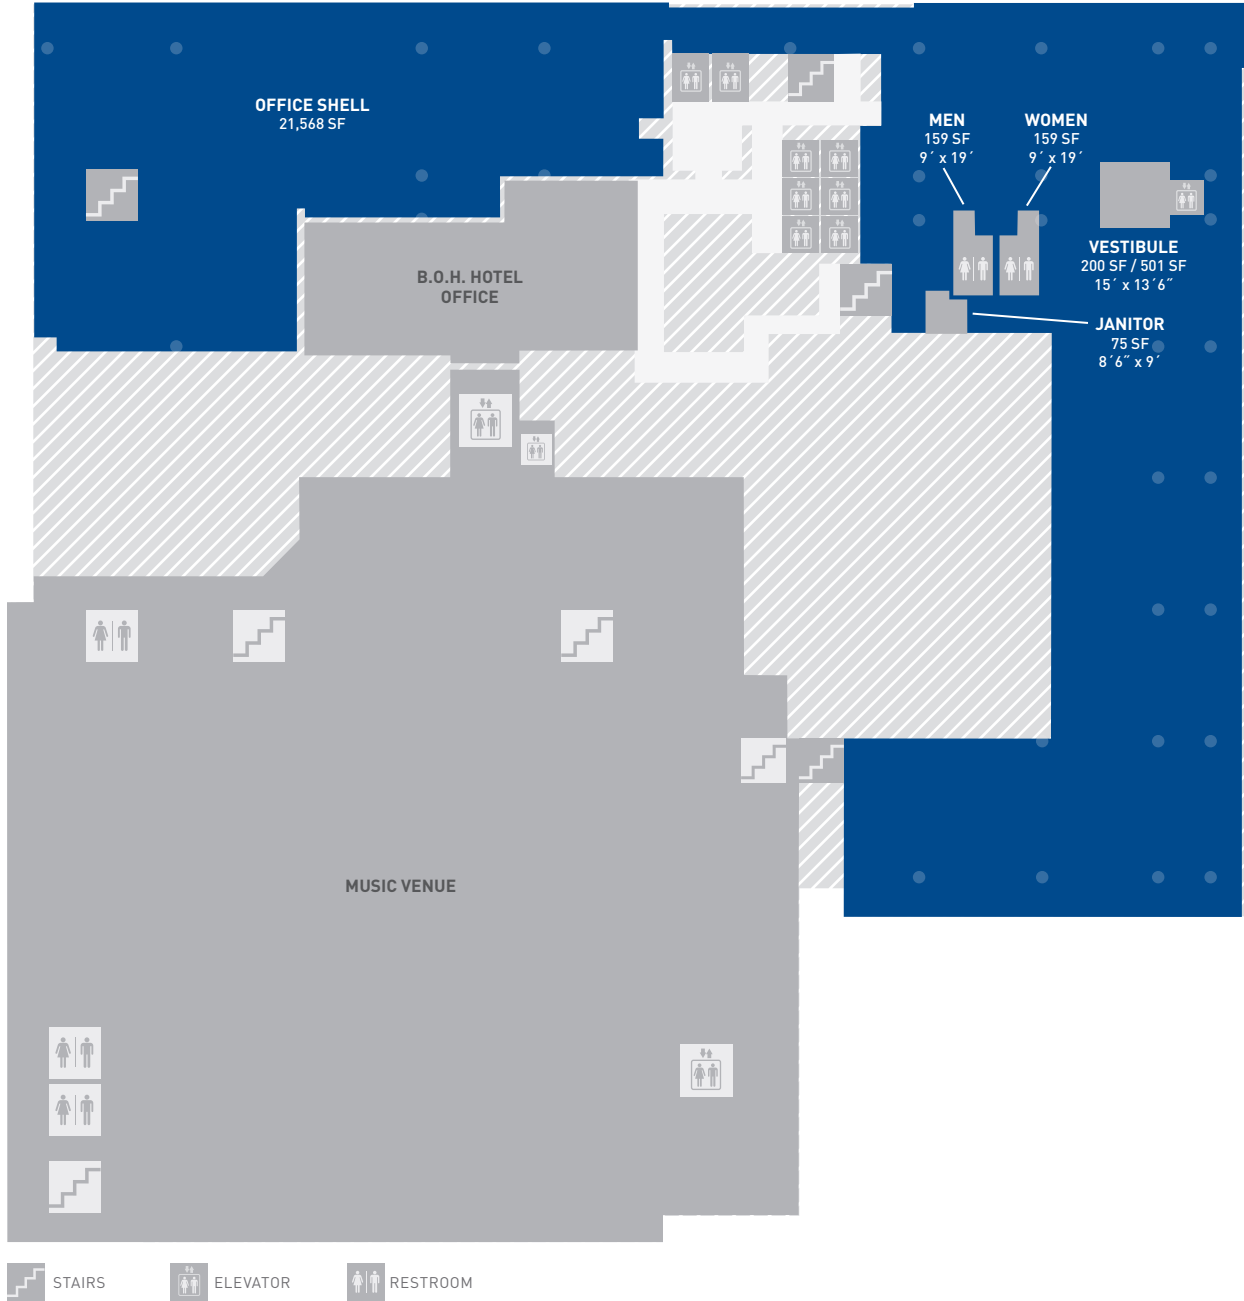 OFFICE SHELL
21,568 SF
MEN
159 SF
9´ x 19´
WOMEN
159 SF
9´ x 19´
VESTIBULE
200 SF / 501 SF
15´ x 13´6˝
B.O.H. HOTEL
OFFICE
JANITOR
75 SF
8´6˝ x 9´
MUSIC VENUE
STAIRS
ELEVATOR
RESTROOM